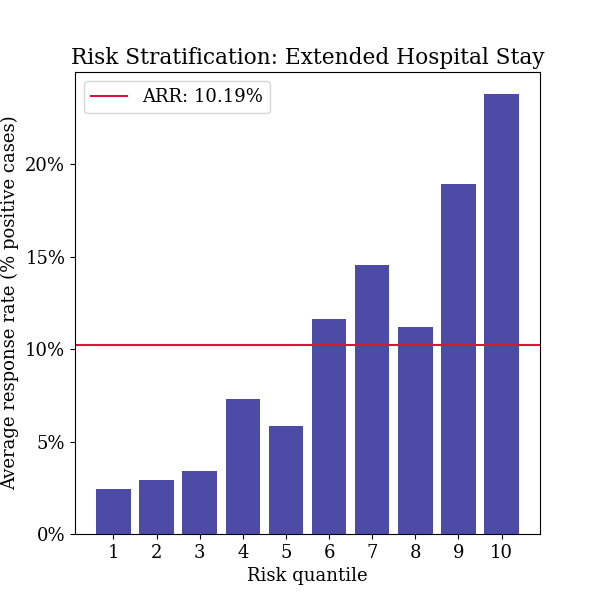 Risk Stratification: Extended Hospital Stay
ARR: 10.19%
Average response rate (% positive cases)
20%
15%
10%
5%
0%
1 2 3 4 5 6 7 8 9 10
Risk quantile